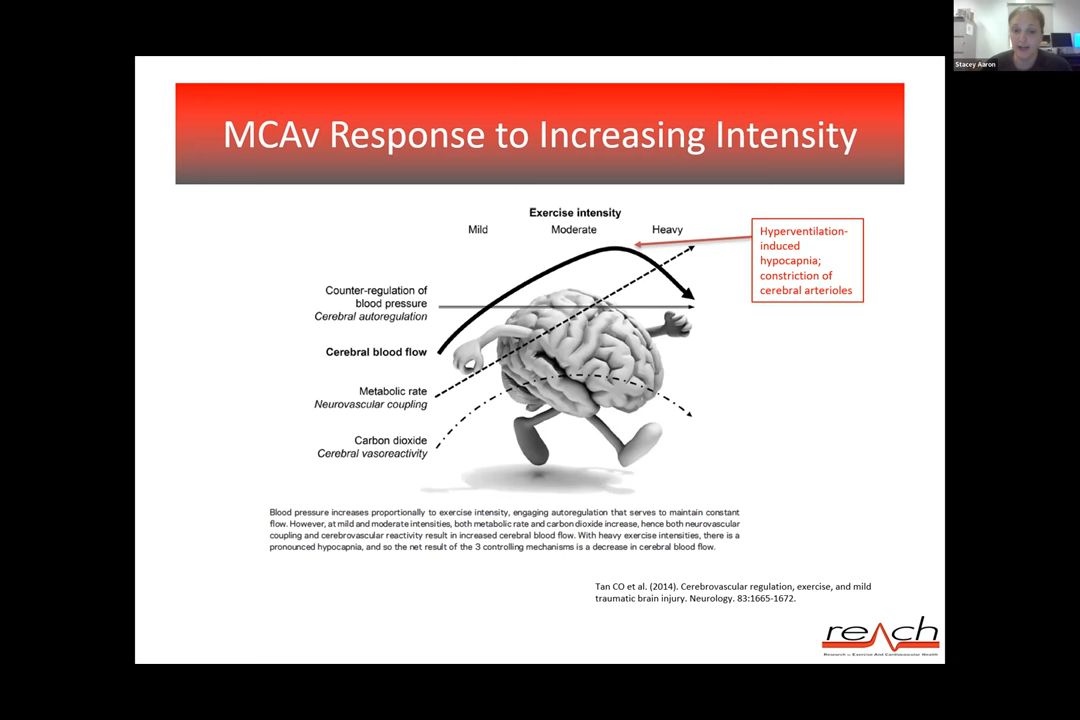 Stacey Aaron
MCAv Response to Increasing Intensity
Exercise intensity
Mild Moderate Heavy
Hyperventilation-
induced
hypocapnia;
constriction of
cerebral arterioles
Counter-regulation of
blood pressure
Cerebral autoregulation
Cerebral blood flow
Metabolic rate
Neurovascular coupling
Carbon dioxide
Cerebral vasoreactivity
Blood pressure increases proportionally to exercise intensity, engaging autoregulation that serves to maintain constant
flow. However, at mild and moderate intensities, both metabolic rate and carbon dioxide increase, hence both neurovascular
coupling and cerebrovascular reactivity result in increased cerebral blood flow. With heavy exercise intensities, there is a
pronounced hypocapnia, and so the net result of the 3 controlling mechanisms is a decrease in cerebral blood flow.
Tan CO et al. (2014). Cerebrovascular regulation, exercise, and mild
traumatic brain injury. Neurology. 83:1665-1672.
reach
Research in Exercise And Cardiovascular Health